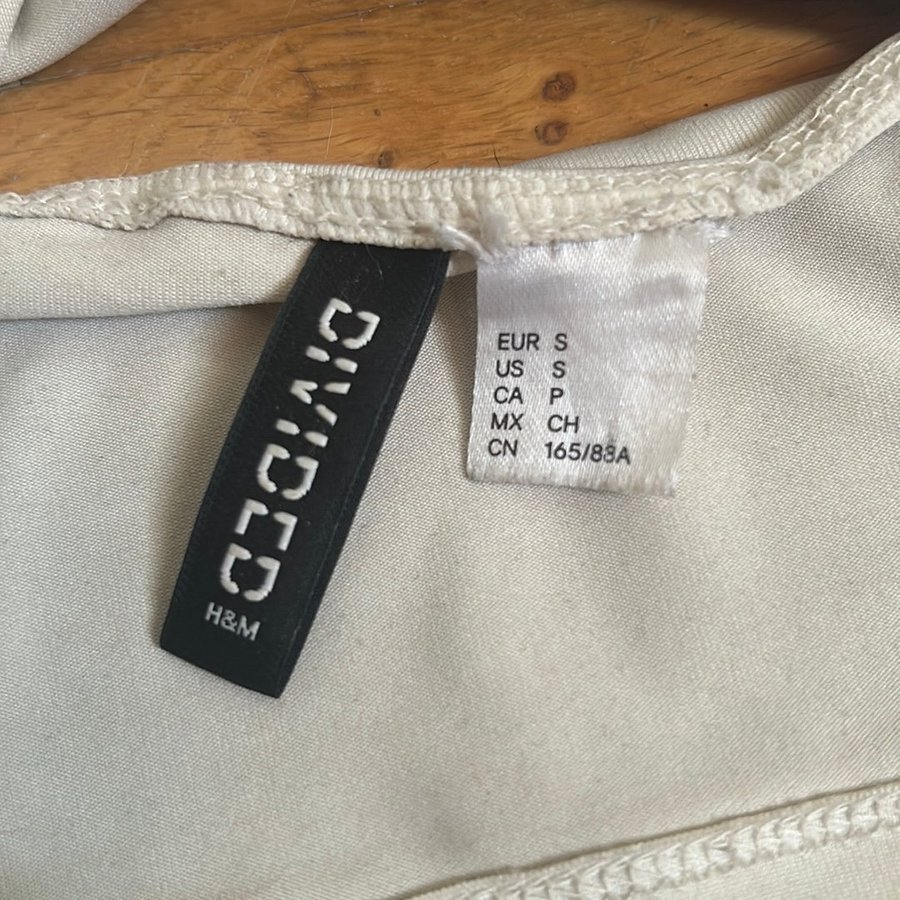 DIVIDED
H&M
EUR S
US S
CA P
MX CH
CN 165/88A